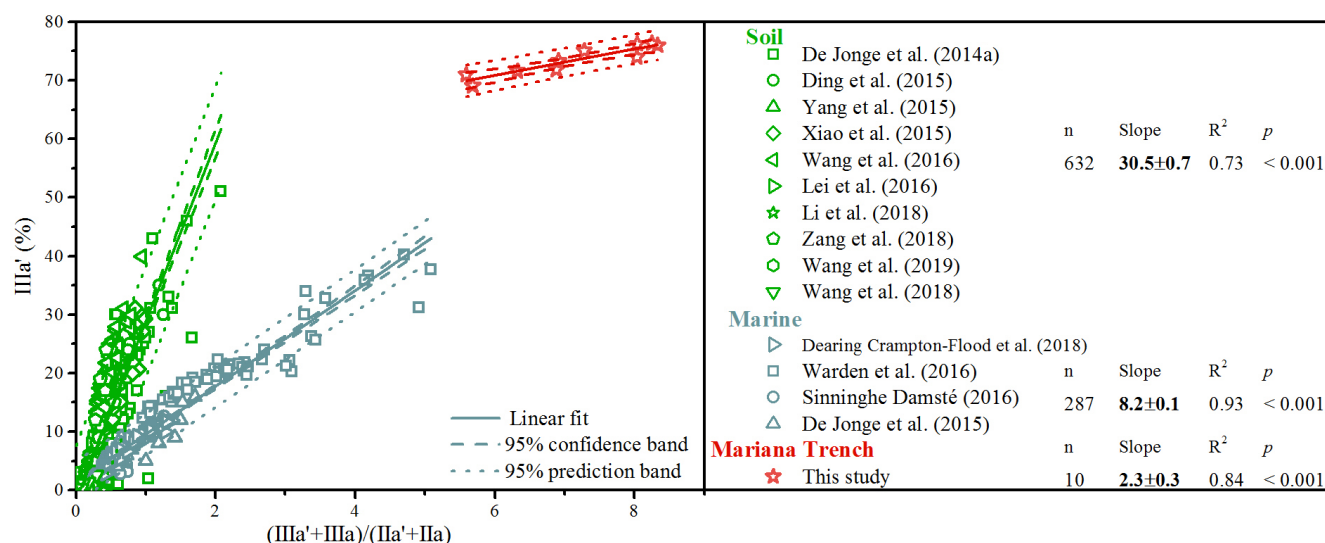 80
70
60
50
40
30
20
10
0
IIIa' (%)
0 2 4 6 8
(IIIa'+IIIa)/(IIa'+IIa)
Linear fit
95% confidence band
95% prediction band
Soil
De Jonge et al. (2014a)
Ding et al. (2015)
Yang et al. (2015)
Xiao et al. (2015)
n Slope R² p
Wang et al. (2016)
632 30.5±0.7 0.73 < 0.001
Lei et al. (2016)
Li et al. (2018)
Zang et al. (2018)
Wang et al. (2019)
Wang et al. (2018)
Marine
Dearing Crampton-Flood et al. (2018)
Warden et al. (2016)
n Slope R² p
Sinninghe Damsté (2016)
287 8.2±0.1 0.93 < 0.001
De Jonge et al. (2015)
Mariana Trench
n Slope R² p
This study
10 2.3±0.3 0.84 < 0.001